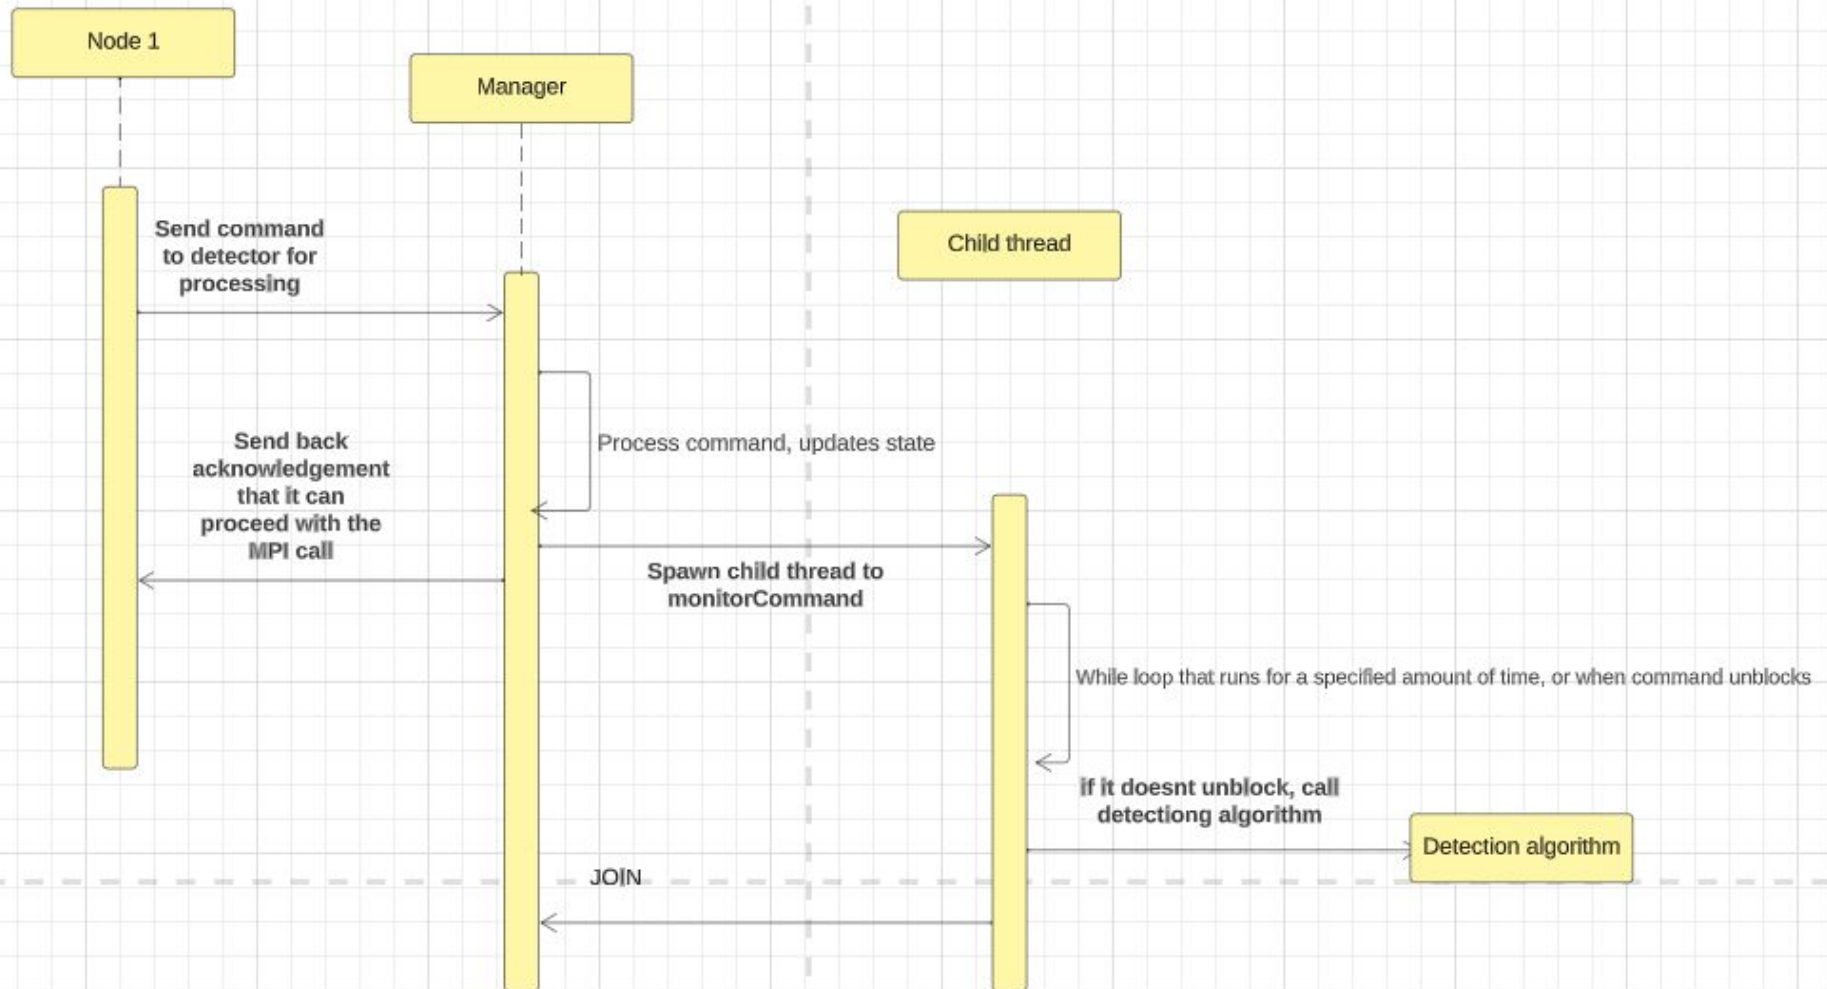 Node 1
Manager
Send command
to detector for
processing
Child thread
Process command, updates state
Send back
acknowledgement
that it can
proceed with the
MPI call
Spawn child thread to
monitorCommand
While loop that runs for a specified amount of time, or when command unblocks
if it doesnt unblock, call
detectiong algorithm
Detection algorithm
JOIN